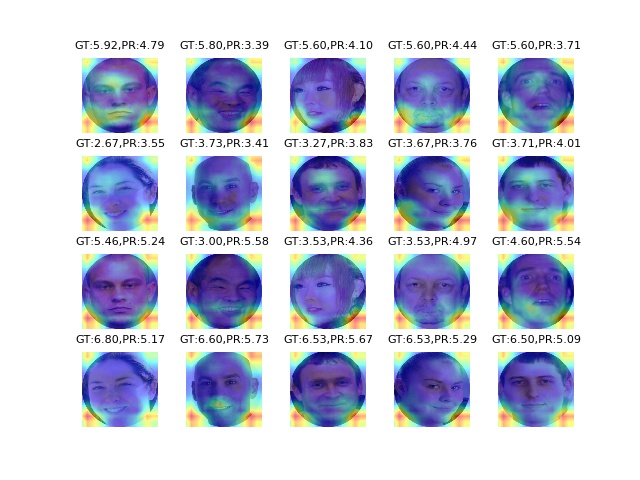 GT:5.92,PR:4.79 GT:5.80,PR:3.39 GT:5.60,PR:4.10 GT:5.60,PR:4.44 GT:5.60,PR:3.71
GT:2.67,PR:3.55 GT:3.73,PR:3.41 GT:3.27,PR:3.83 GT:3.67,PR:3.76 GT:3.71,PR:4.01
GT:5.46,PR:5.24 GT:3.00,PR:5.58 GT:3.53,PR:4.36 GT:3.53,PR:4.97 GT:4.60,PR:5.54
GT:6.80,PR:5.17 GT:6.60,PR:5.73 GT:6.53,PR:5.67 GT:6.53,PR:5.29 GT:6.50,PR:5.09